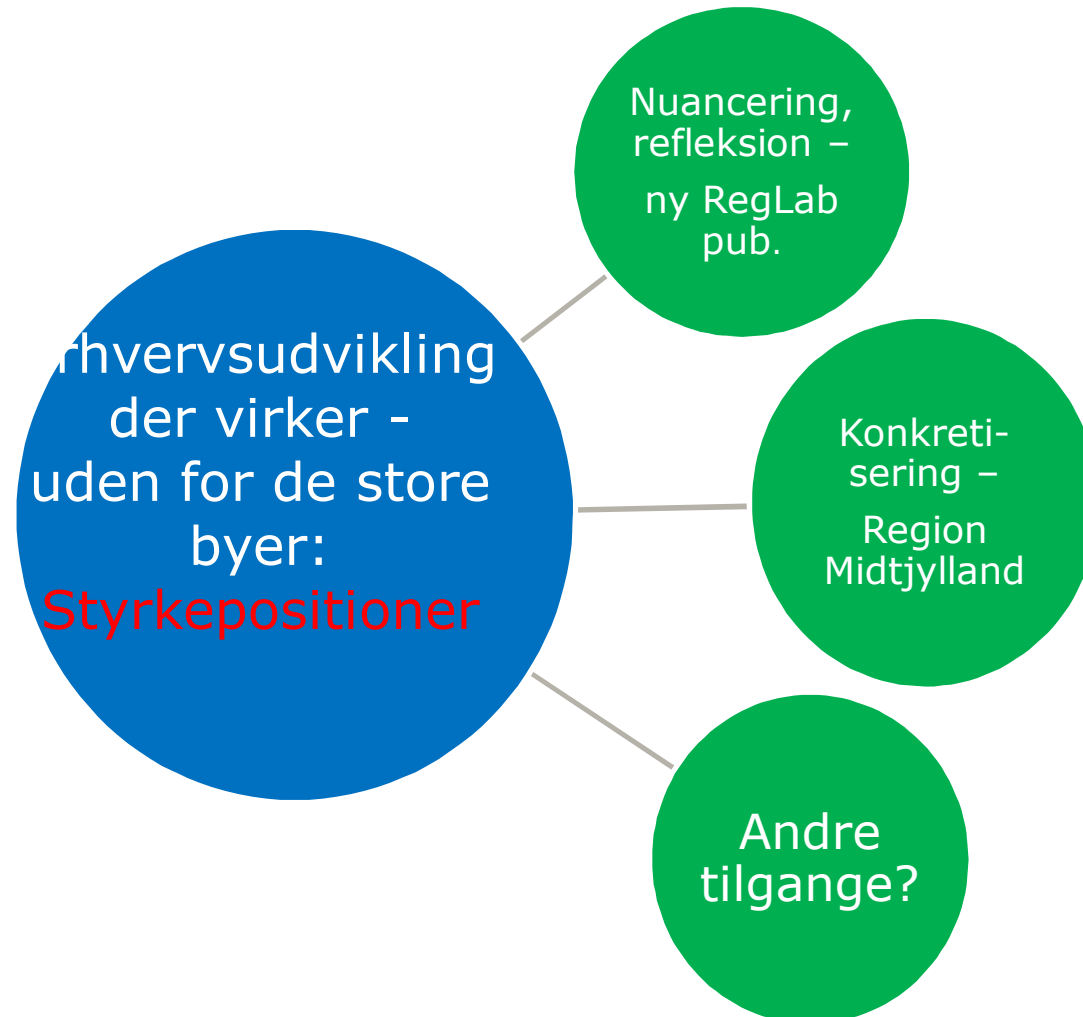 rhvervsudvikling
der virker -
uden for de store
byer:
Styrkepositioner
Nuancering,
refleksion –
ny RegLab
pub.
Konkreti-
sering –
Region
Midtjylland
Andre
tilgange?